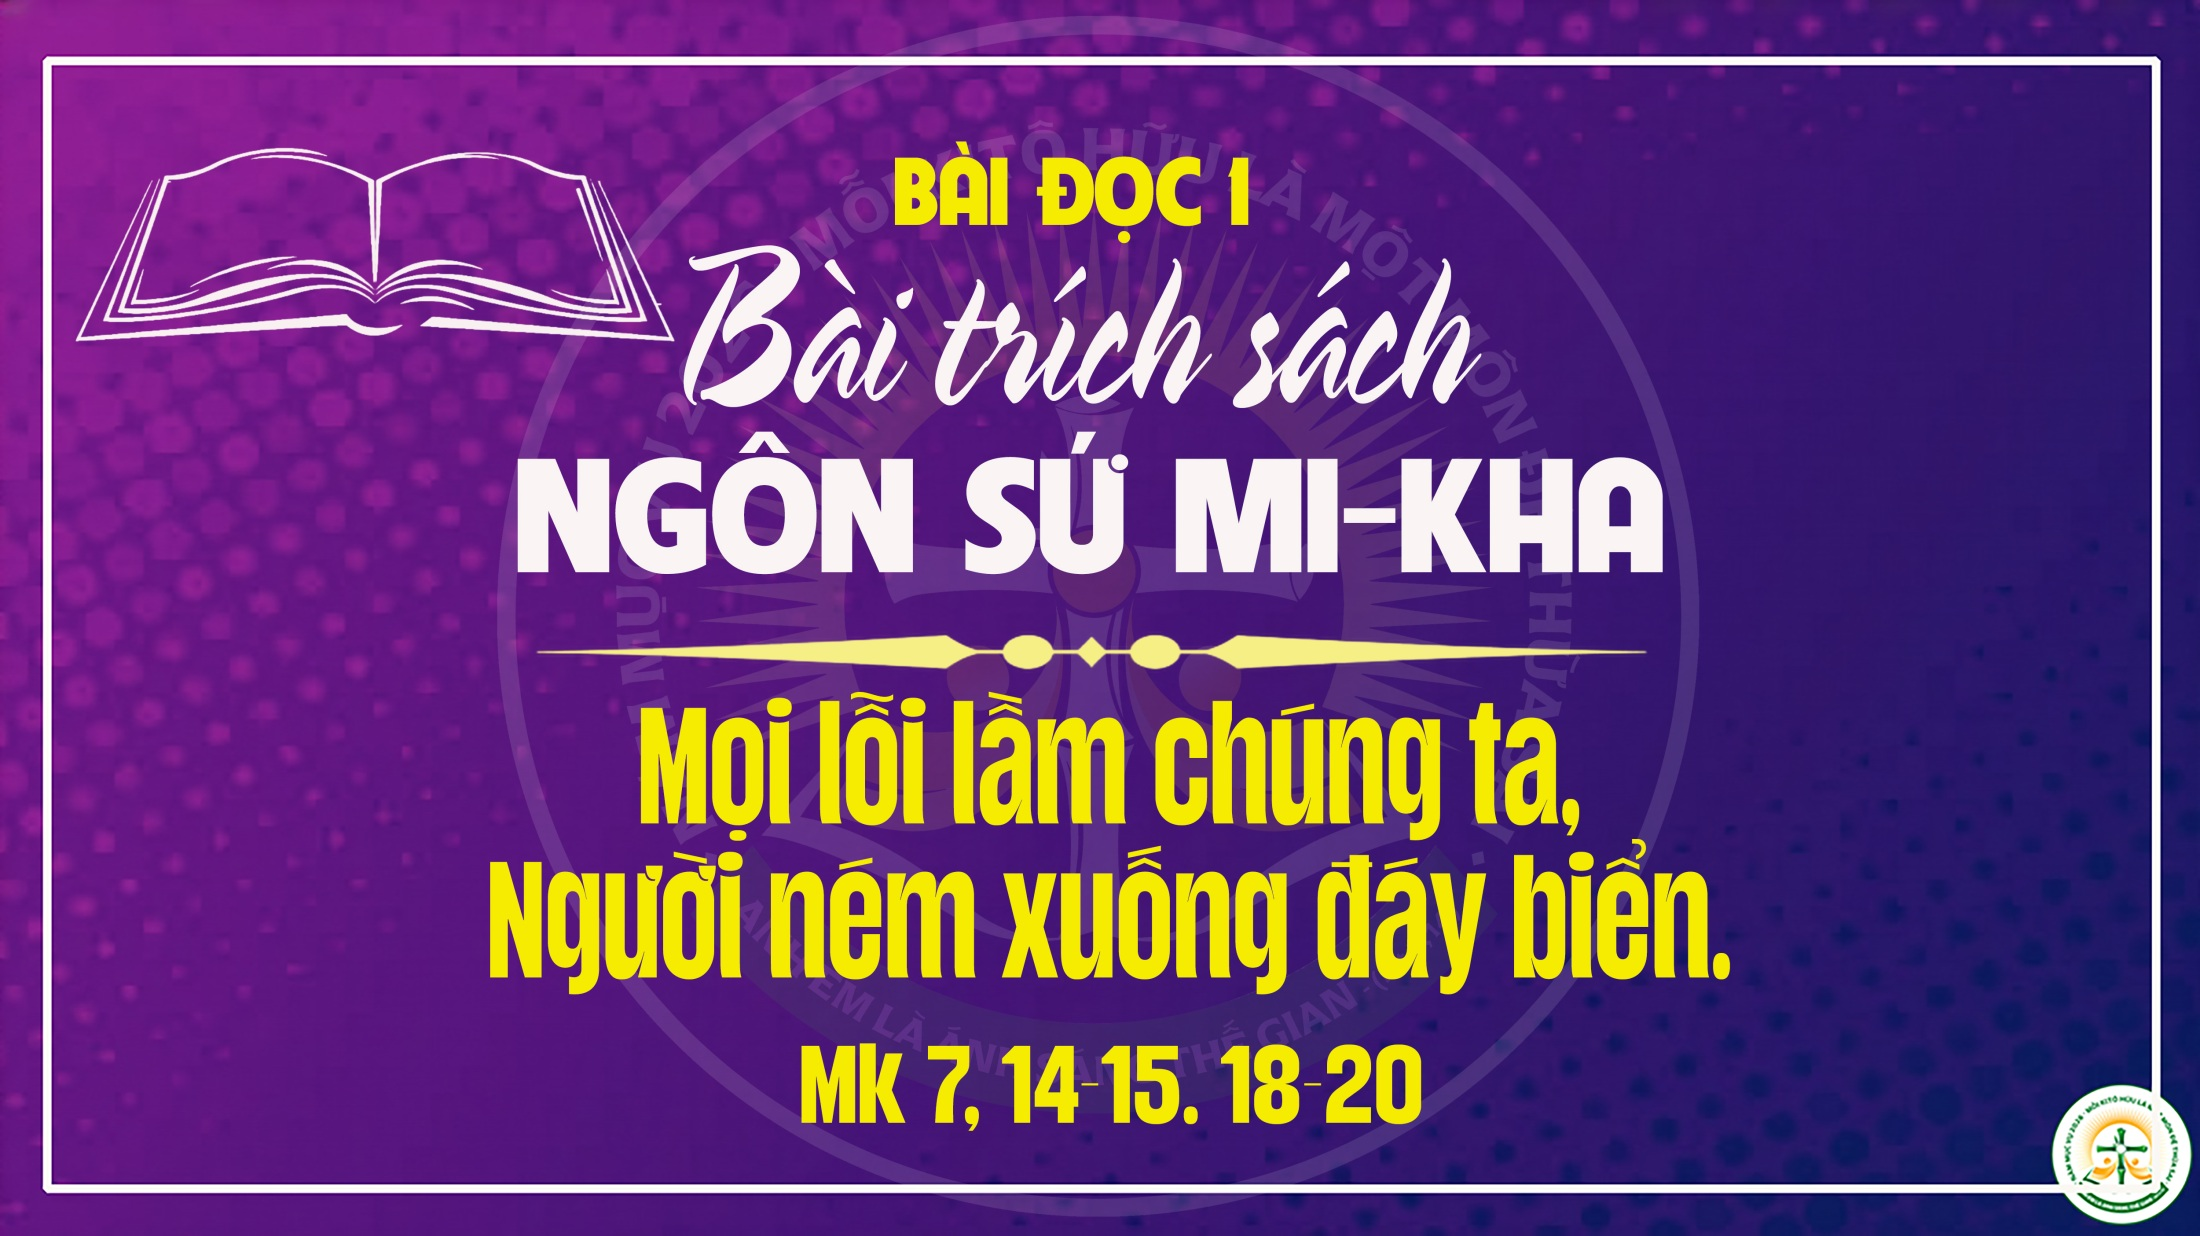 BÀI ĐỌC 1
Bài trích sách
NGÔN SỨ MI-KHA
Mọi lỗi lầm chúng ta,
Người ném xuống đáy biển.
Mk 7, 14-15. 18-20